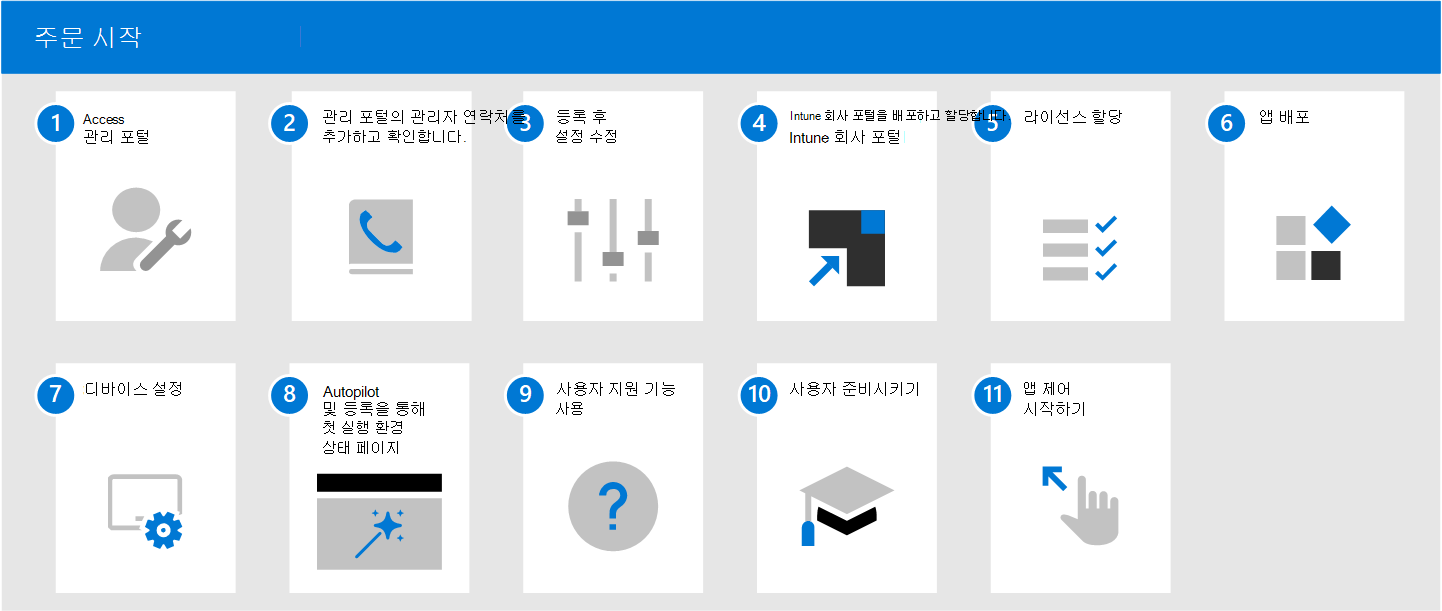 주문 시작
1
Access
관리 포털
2
관리 포털의 관리자 연락처를
추가하고 확인합니다.
3
등록 후
설정 수정
4
Intune 회사 포털을 배포하고 할당합니다.
Intune 회사 포털
5
라이선스 할당
6
앱 배포
7
디바이스 설정
8
Autopilot
및 등록을 통해
첫 실행 환경
상태 페이지
9
사용자 지원 기능
사용
?
10
사용자 준비시키기
11
앱 제어
시작하기